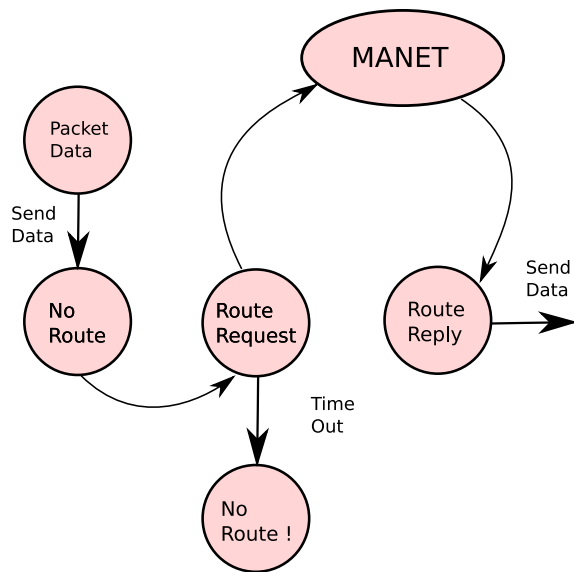 MANET
Packet
Data
Send
Data
No
Route
Route
Request
Route
Reply
Send
Data
Time
Out
No
Route !